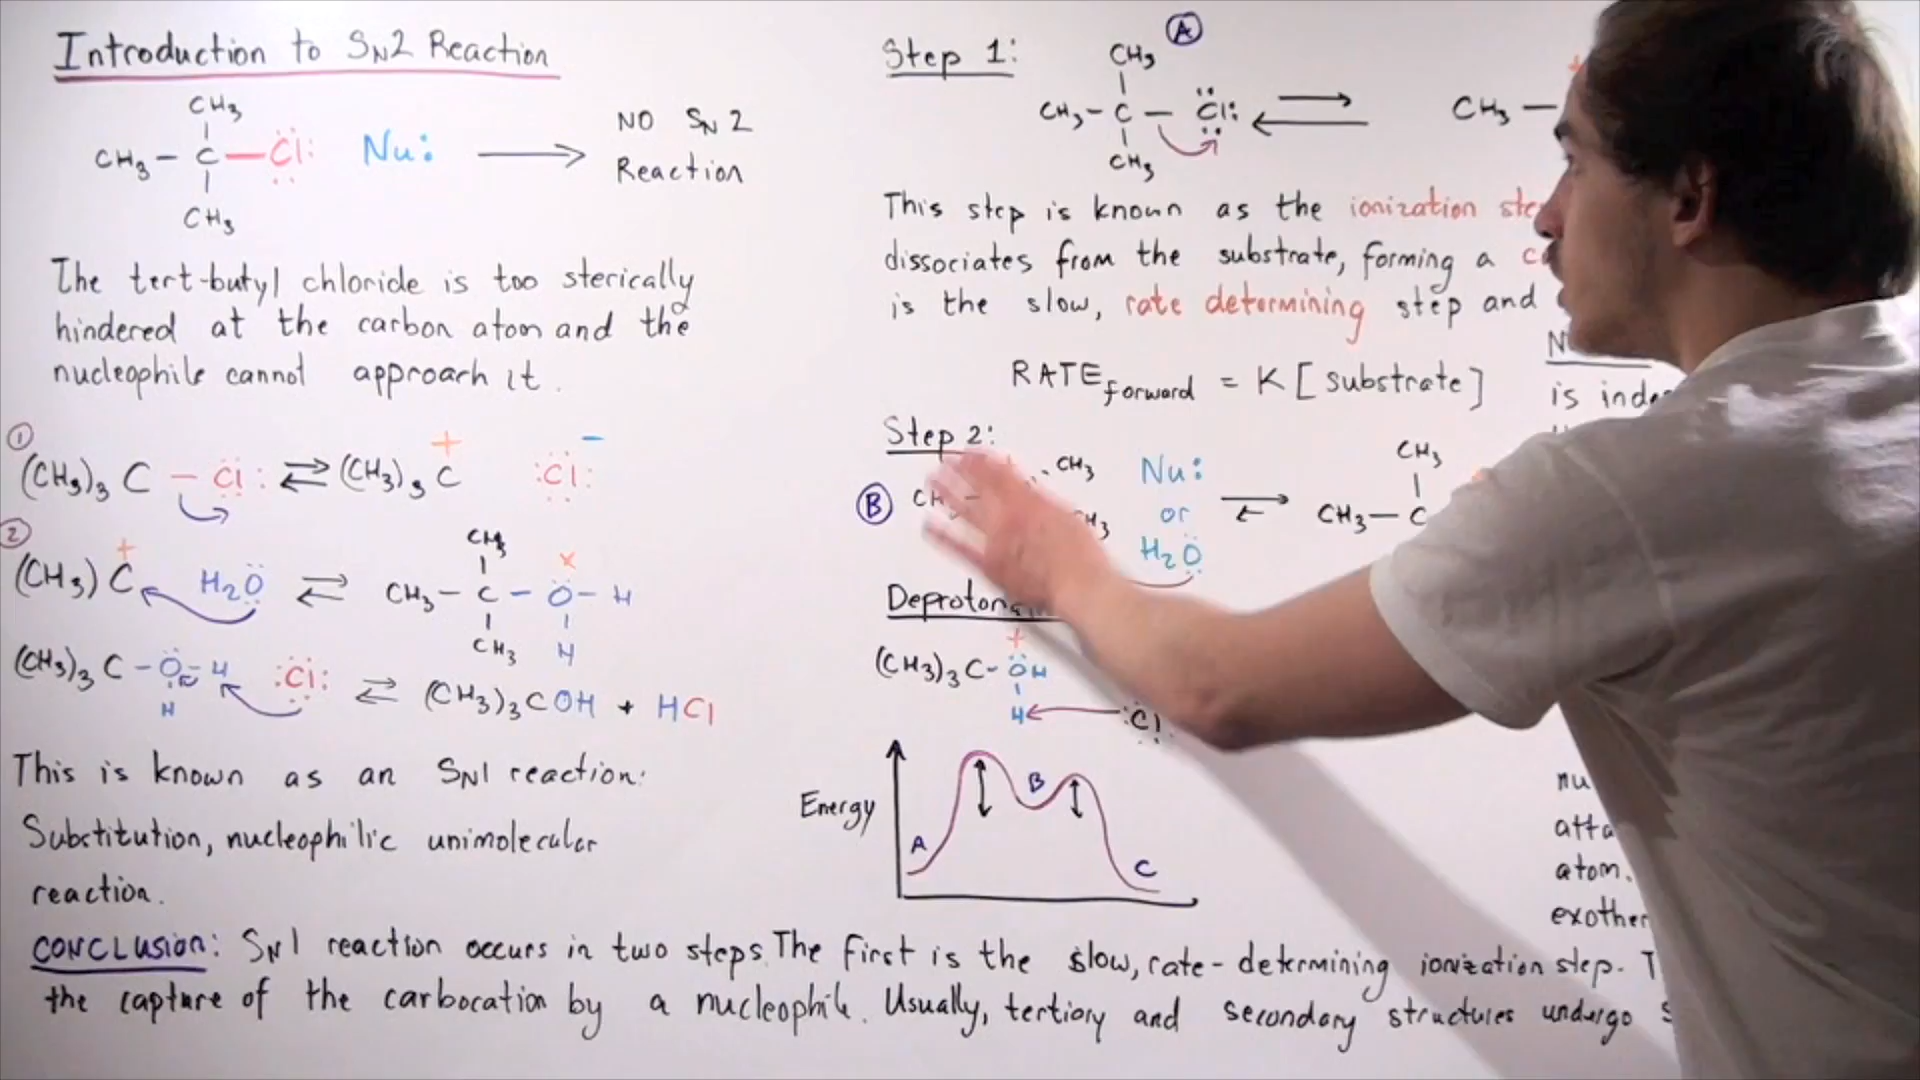 Introduction to SN2 Reaction
CH3
CH3 — C — Cl: Nu: ⟶ NO SN2
Reaction
CH3
The tert-butyl chloride is too sterically
hindered at the carbon atom and the
nucleophile cannot approach it.
①
(CH3)3 C — Cl: ⇌ (CH3)3 C + :Cl: −
②
(CH3) C + H2O ⇌ CH3 — C — O — H
CH3
x
CH3
H
(CH3)3 C - O - H :Cl: ⇌ (CH3)3COH + HCl
H
This is known as an SN1 reaction:
Substitution, nucleophilic unimolecular
reaction.
Step 1:
A
CH3
CH3 - C — Cl: ⇌ CH3 —
CH3
+
This step is known as the ionization
dissociates from the substrate, forming a
is the slow, rate determining step and
RATE forward = K [substrate]
is
Step 2:
B
CH3
Nu:
or
H2O
⇌
CH3
CH3 — C
CH3
+
(CH3)3C - OH
H
:Cl
Energy
A
B
C
atom.
CONCLUSION: SN1 reaction occurs in two steps. The first is the slow, rate-determining ionization step. T
the capture of the carbocation by a nucleophile. Usually, tertiary and secondary structures undergo S